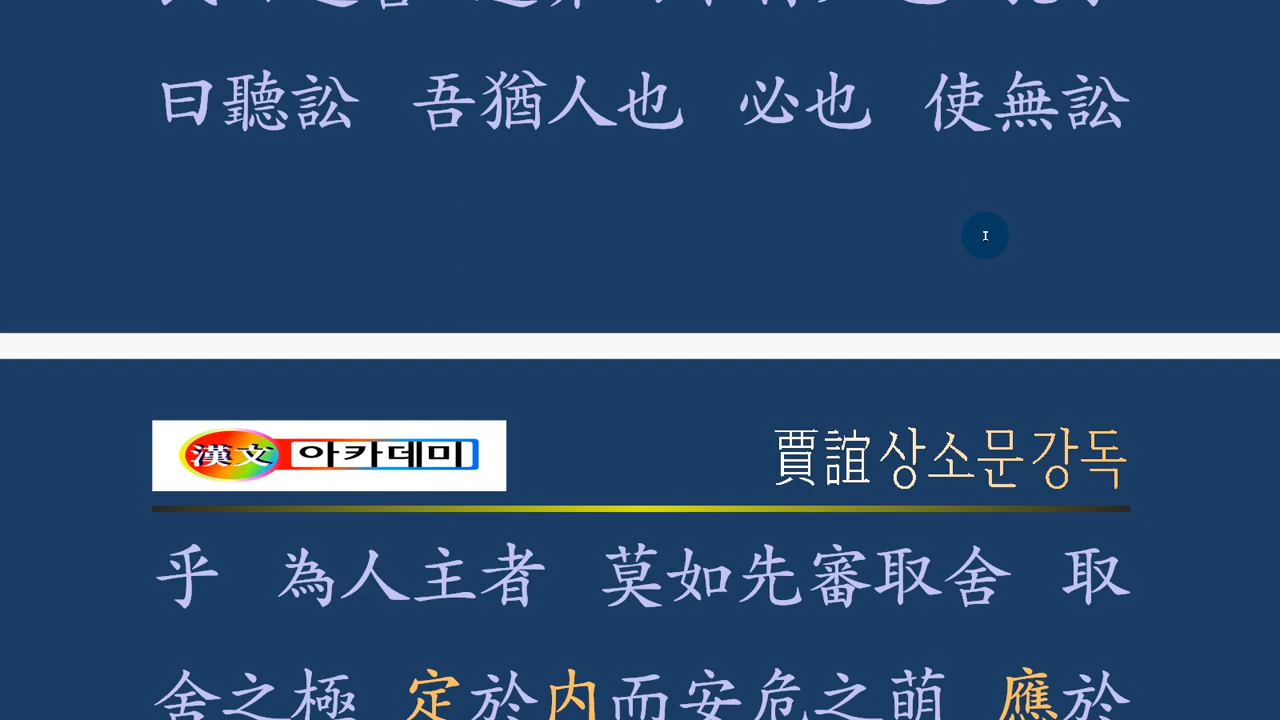 曰聽訟 吾猶人也 必也 使無訟
漢文 아카데미
賈誼상소문강독
乎 為人主者 莫如先審取舍 取
舍之極 定於内而安危之萌 應於